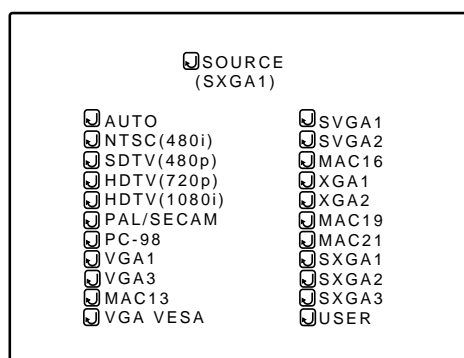 SOURCE
(SXGA1)
AUTO
NTSC(480i)
SDTV(480p)
HDTV(720p)
HDTV(1080i)
PAL/SECAM
PC-98
VGA1
VGA3
MAC13
VGA VESA
SVGA1
SVGA2
MAC16
XGA1
XGA2
MAC19
MAC21
SXGA1
SXGA2
SXGA3
USER